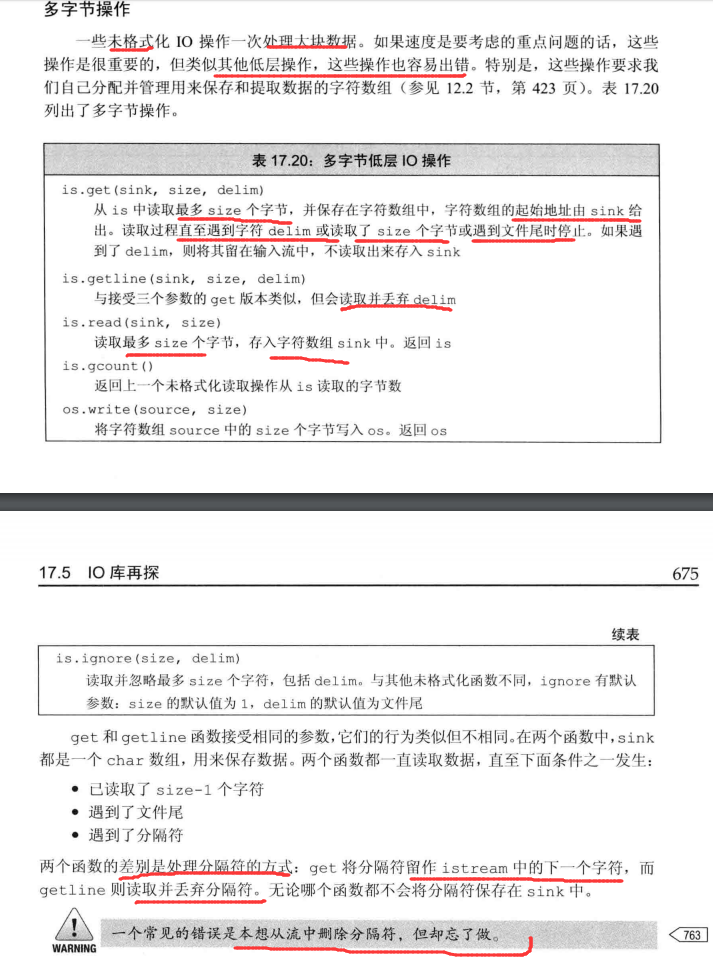 多字节操作
一些未格式化 IO 操作一次处理大块数据。如果速度是要考虑的重点问题的话，这些
操作是很重要的，但类似其他低层操作，这些操作也容易出错。特别是，这些操作要求我
们自己分配并管理用来保存和提取数据的字符数组（参见 12.2 节，第 423 页）。表 17.20
列出了多字节操作。
表 17.20：多字节低层 IO 操作
is.get(sink, size, delim)
从 is 中读取最多 size 个字节，并保存在字符数组中，字符数组的起始地址由 sink 给
出。读取过程直至遇到字符 delim 或读取了 size 个字节或遇到文件尾时停止。如果遇
到了 delim，则将其留在输入流中，不读取出来存入 sink
is.getline(sink, size, delim)
与接受三个参数的 get 版本类似，但会读取并丢弃 delim
is.read(sink, size)
读取最多 size 个字节，存入字符数组 sink 中。返回 is
is.gcount()
返回上一个未格式化读取操作从 is 读取的字节数
os.write(source, size)
将字符数组 source 中的 size 个字节写入 os。返回 os
17.5 IO 库再探 675
续表
is.ignore(size, delim)
读取并忽略最多 size 个字符，包括 delim。与其他未格式化函数不同，ignore 有默认
参数：size 的默认值为 1，delim 的默认值为文件尾
get 和 getline 函数接受相同的参数，它们的行为类似但不相同。在两个函数中，sink
都是一个 char 数组，用来保存数据。两个函数都一直读取数据，直至下面条件之一发生：
• 已读取了 size-1 个字符
• 遇到了文件尾
• 遇到了分隔符
两个函数的差别是处理分隔符的方式：get 将分隔符留作 istream 中的下一个字符，而
getline 则读取并丢弃分隔符。无论哪个函数都不会将分隔符保存在 sink 中。
一个常见的错误是本想从流中删除分隔符，但却忘了做。
WARNING
763